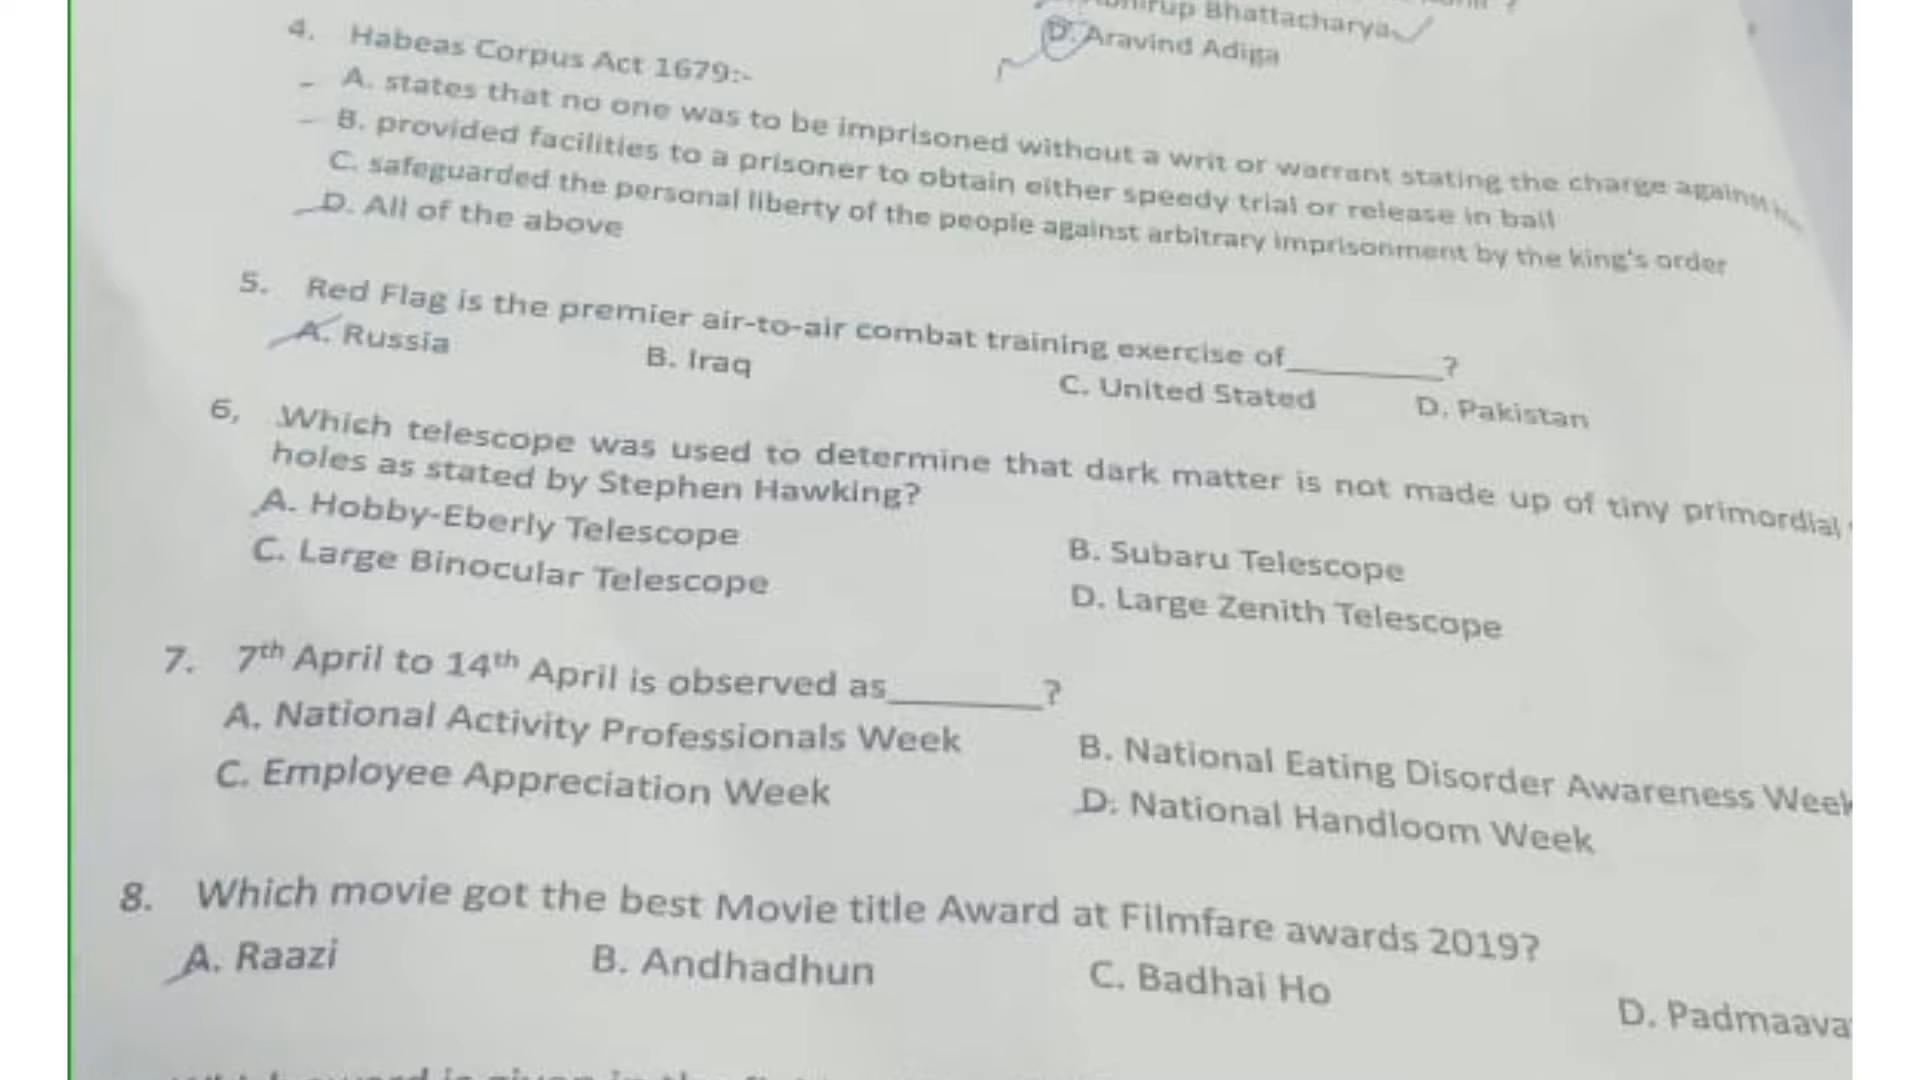 Bhattacharya
D. Aravind Adiga
4. Habeas Corpus Act 1679:-
A. states that no one was to be imprisoned without a writ or warrant stating the charge against
B. provided facilities to a prisoner to obtain either speedy trial or release in bail
C. safeguarded the personal liberty of the people against arbitrary imprisonment by the king's order
D. All of the above
5. Red Flag is the premier air-to-air combat training exercise of________?
A. Russia B. Iraq C. United Stated D. Pakistan
6, Which telescope was used to determine that dark matter is not made up of tiny primordial
holes as stated by Stephen Hawking?
A. Hobby-Eberly Telescope B. Subaru Telescope
C. Large Binocular Telescope D. Large Zenith Telescope
7. 7th April to 14th April is observed as________?
A. National Activity Professionals Week B. National Eating Disorder Awareness Week
C. Employee Appreciation Week D. National Handloom Week
8. Which movie got the best Movie title Award at Filmfare awards 2019?
A. Raazi B. Andhadhun C. Badhai Ho D. Padmaava